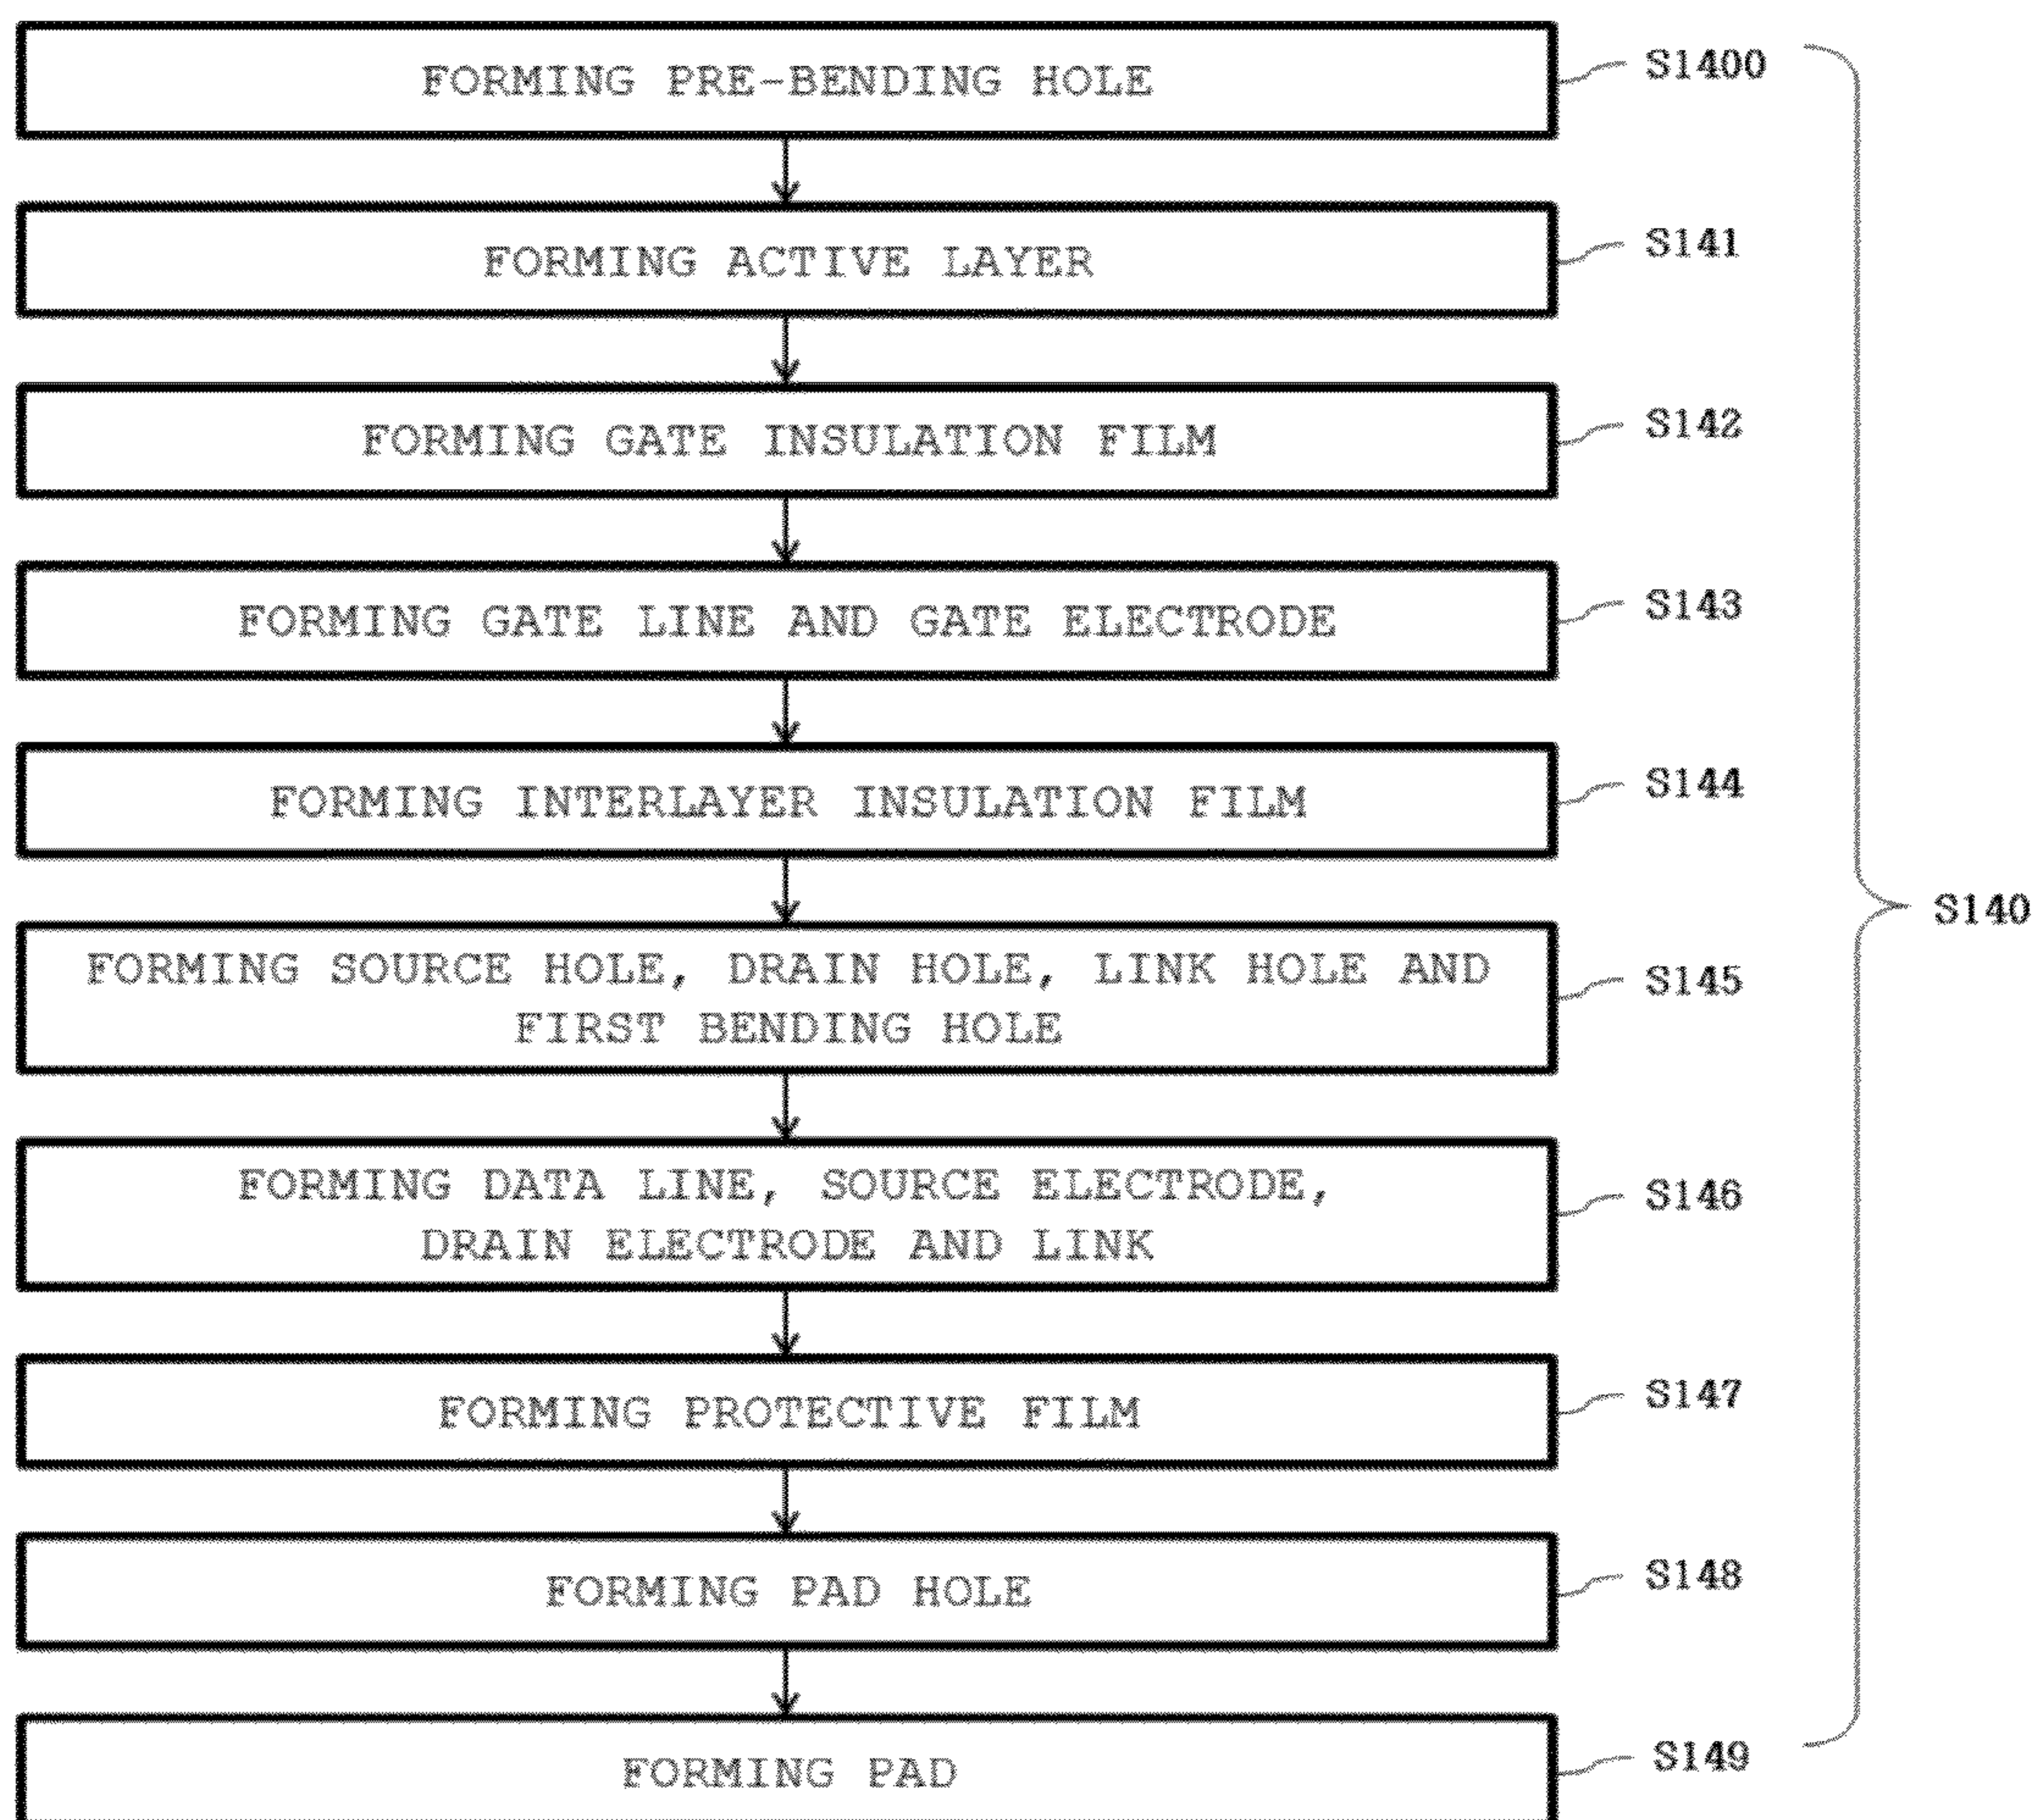 FORMING PRE-BENDING HOLE
S1400
FORMING ACTIVE LAYER
S141
FORMING GATE INSULATION FILM
S142
FORMING GATE LINE AND GATE ELECTRODE
S143
FORMING INTERLAYER INSULATION FILM
S144
S140
FORMING SOURCE HOLE, DRAIN HOLE, LINK HOLE AND
FIRST BENDING HOLE
S145
FORMING DATA LINE, SOURCE ELECTRODE,
DRAIN ELECTRODE AND LINK
S146
FORMING PROTECTIVE FILM
S147
FORMING PAD HOLE
S148
FORMING PAD
S149